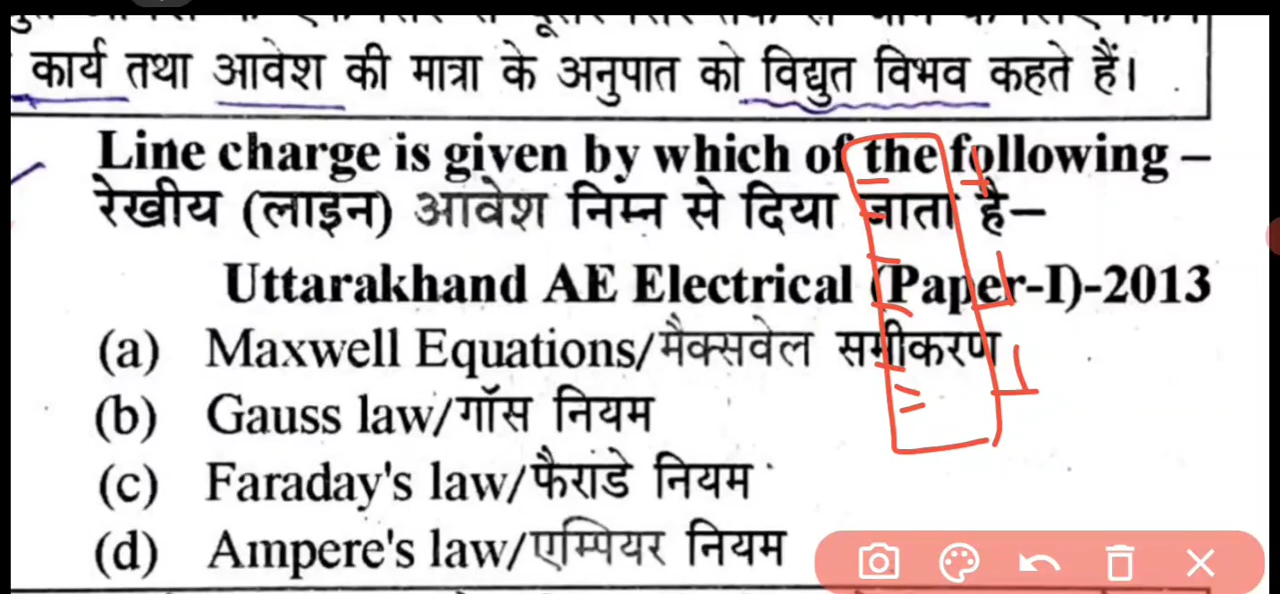 कार्य तथा आवेश की मात्रा के अनुपात को विद्युत विभव कहते हैं।
Line charge is given by which of the following –
रेखीय (लाइन) आवेश निम्न से दिया जाता है–
Uttarakhand AE Electrical (Paper-I)-2013
(a) Maxwell Equations/मैक्सवेल समीकरण
(b) Gauss law/गॉस नियम
(c) Faraday's law/फैराडे नियम
(d) Ampere's law/एम्पियर नियम